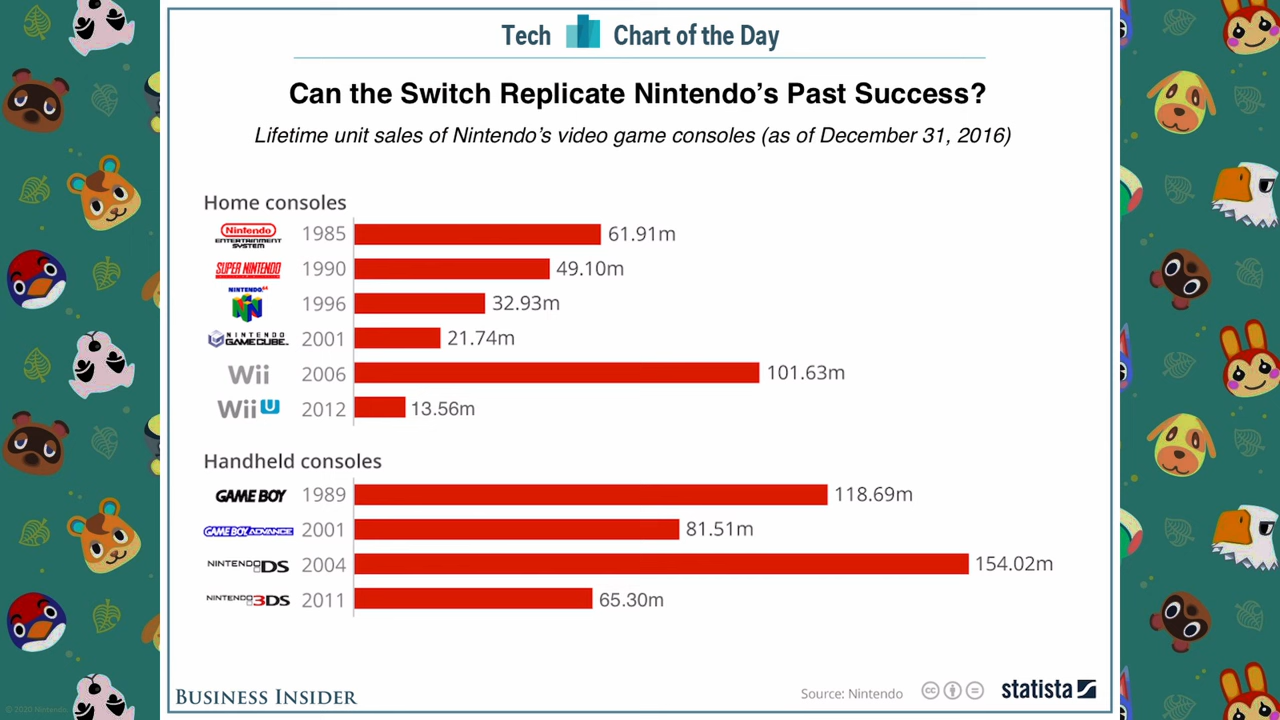 Tech Chart of the Day
Can the Switch Replicate Nintendo's Past Success?
Lifetime unit sales of Nintendo's video game consoles (as of December 31, 2016)
Home consoles
Nintendo
ENTERTAINMENT
SYSTEM
1985 61.91m
SUPER NINTENDO 1990 49.10m
NINTENDO 64
1996 32.93m
NINTENDO
GAMECUBE. 2001 21.74m
Wii 2006 101.63m
Wii U 2012 13.56m
Handheld consoles
GAME BOY 1989 118.69m
GAME BOY ADVANCE 2001 81.51m
NINTENDO DS 2004 154.02m
NINTENDO 3DS 2011 65.30m
BUSINESS INSIDER
Source: Nintendo
cc
statista
© 2020 Nintendo